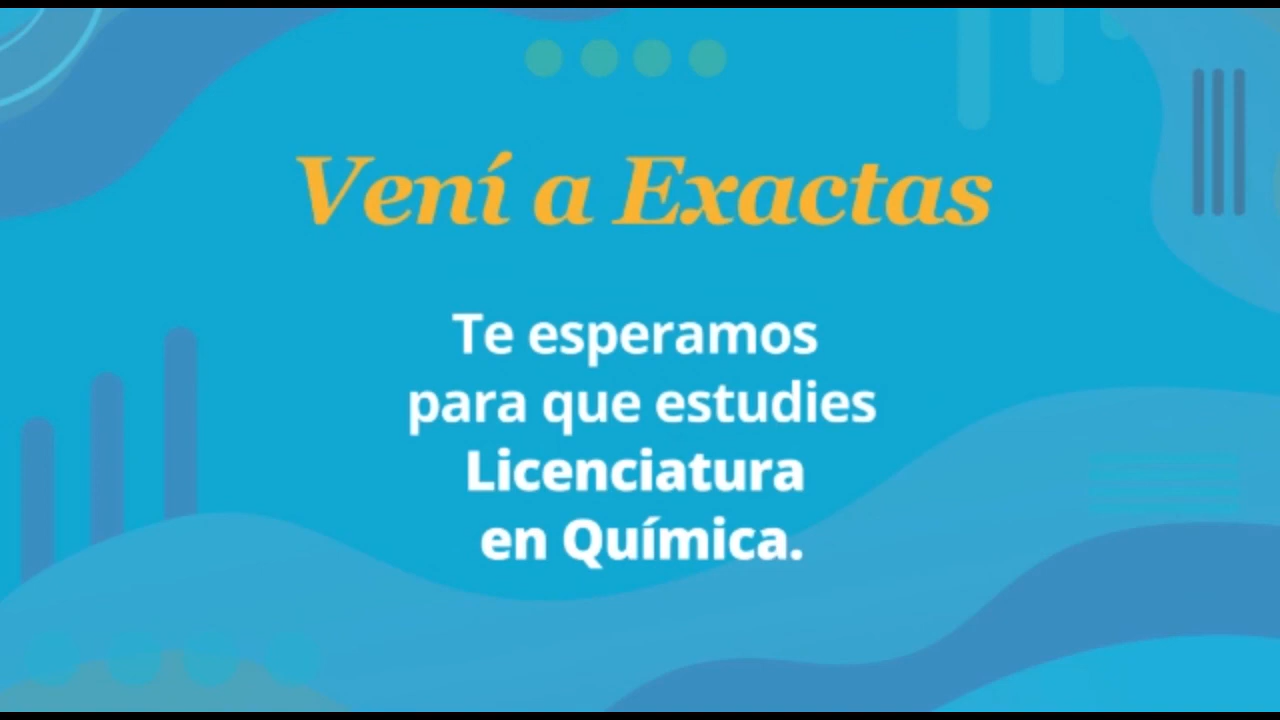 Vení a Exactas
Te esperamos
para que estudies
Licenciatura
en Química.